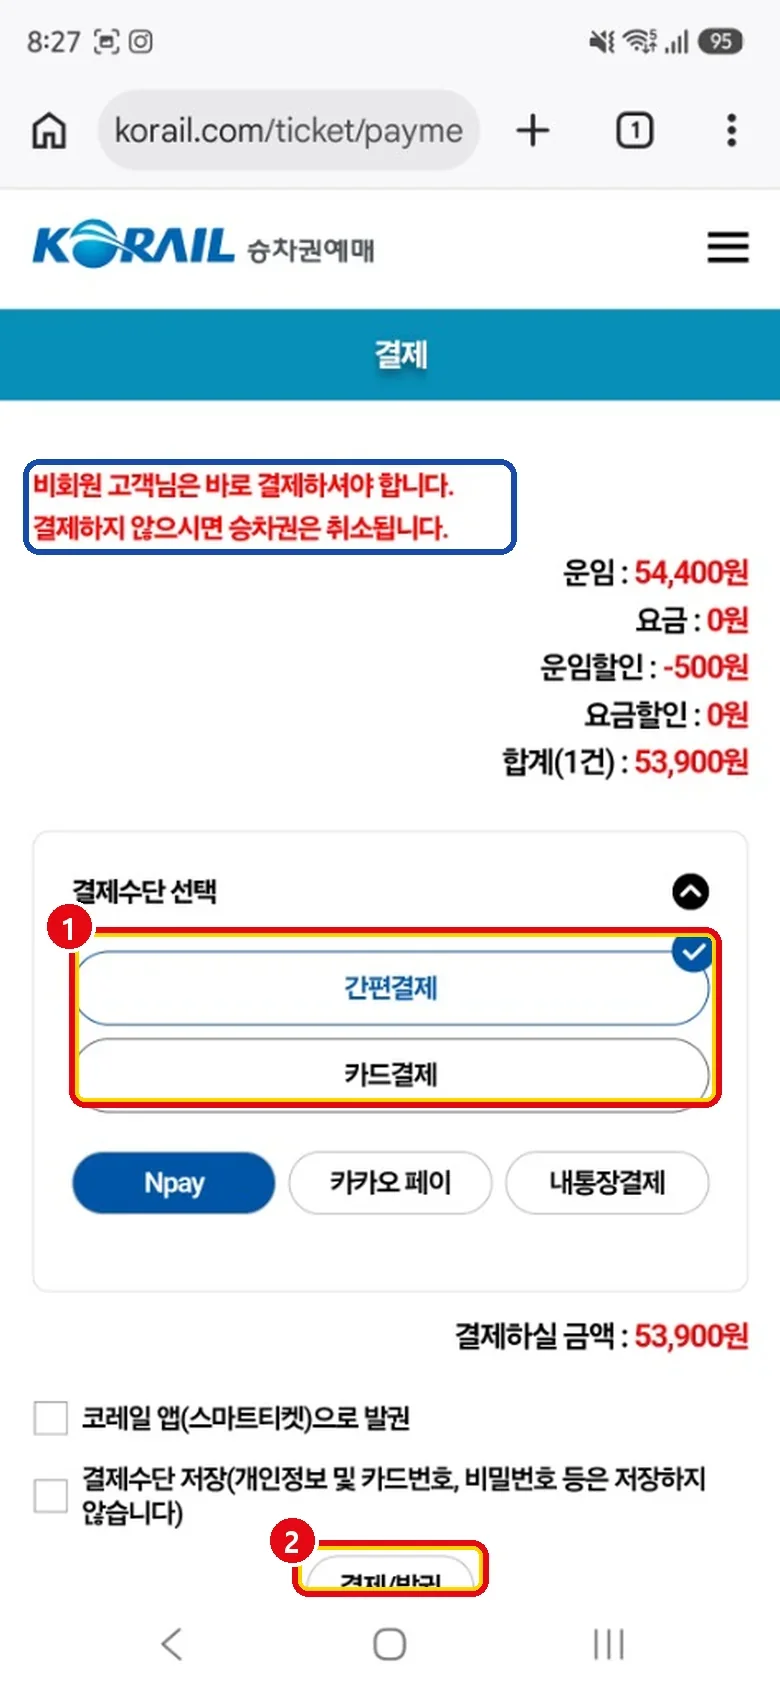 8:27
95
korail.com/ticket/payme
1
KORAIL 승차권예매
결제
비회원 고객님은 바로 결제하셔야 합니다.
결제하지 않으시면 승차권은 취소됩니다.
운임 : 54,400원
요금 : 0원
운임할인 : -500원
요금할인 : 0원
합계(1건) : 53,900원
결제수단 선택
1
간편결제
카드결제
Npay 카카오 페이 내통장결제
결제하실 금액 : 53,900원
코레일 앱(스마트티켓)으로 발권
결제수단 저장(개인정보 및 카드번호, 비밀번호 등은 저장하지
않습니다)
2
결제/발권